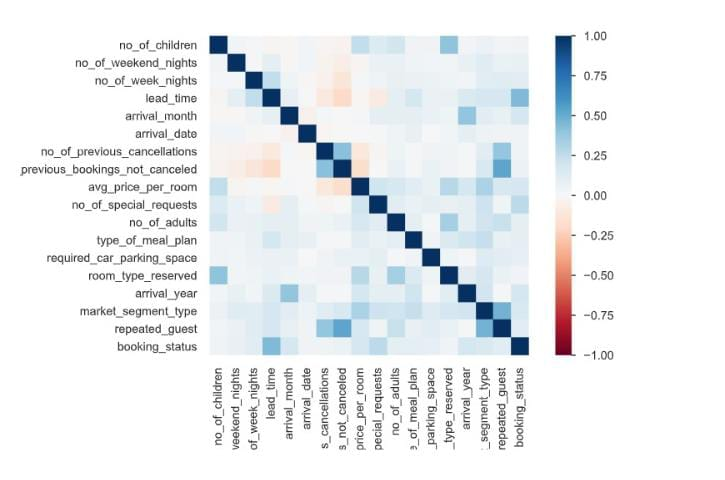 no_of_children
no_of_weekend_nights
no_of_week_nights
lead_time
arrival_month
arrival_date
no_of_previous_cancellations
previous_bookings_not_canceled
avg_price_per_room
no_of_special_requests
no_of_adults
type_of_meal_plan
required_car_parking_space
room_type_reserved
arrival_year
market_segment_type
repeated_guest
booking_status
1.00
0.75
0.50
0.25
0.00
−0.25
−0.50
−0.75
−1.00
no_of_children
veekend_nights
of_week_nights
lead_time
arrival_month
arrival_date
s_cancellations
s_not_canceled
price_per_room
pecial_requests
no_of_adults
e_of_meal_plan
_parking_space
_type_reserved
arrival_year
_segment_type
repeated_guest
booking_status